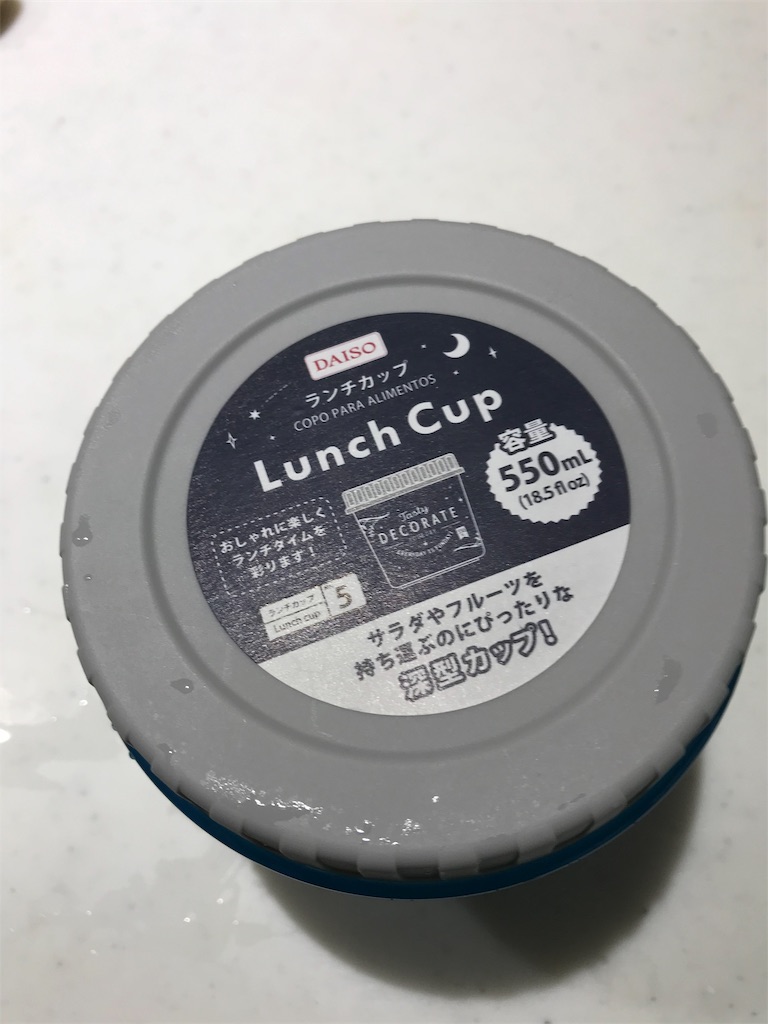 DAISO
ランチカップ
COPO PARA ALIMENTOS
Lunch Cup
容量
550mL
(18.5fl oz)
おしゃれに楽しく
ランチタイムを
彩ります!
Tasty
DECORATE
ランチカップ
Lunch cup
5
サラダやフルーツを
持ち運ぶのにぴったりな
深型カップ!